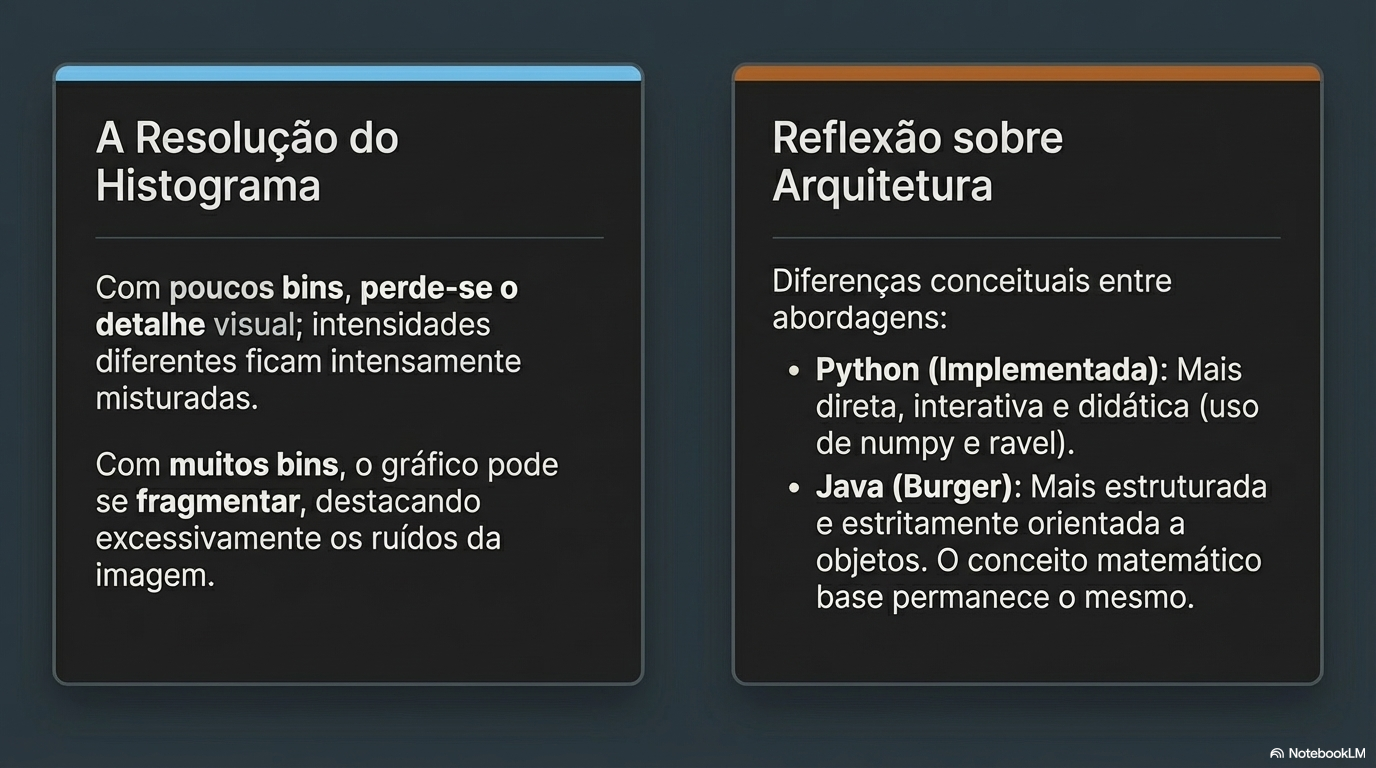 A Resolução do
Histograma
Com poucos bins, perde-se o
detalhe visual; intensidades
diferentes ficam intensamente
misturadas.
Com muitos bins, o gráfico pode
se fragmentar, destacando
excessivamente os ruídos da
imagem.
Reflexão sobre
Arquitetura
Diferenças conceituais entre
abordagens:
• Python (Implementada): Mais
direta, interativa e didática (uso
de numpy e ravel).
• Java (Burger): Mais estruturada
e estritamente orientada a
objetos. O conceito matemático
base permanece o mesmo.
NotebookLM